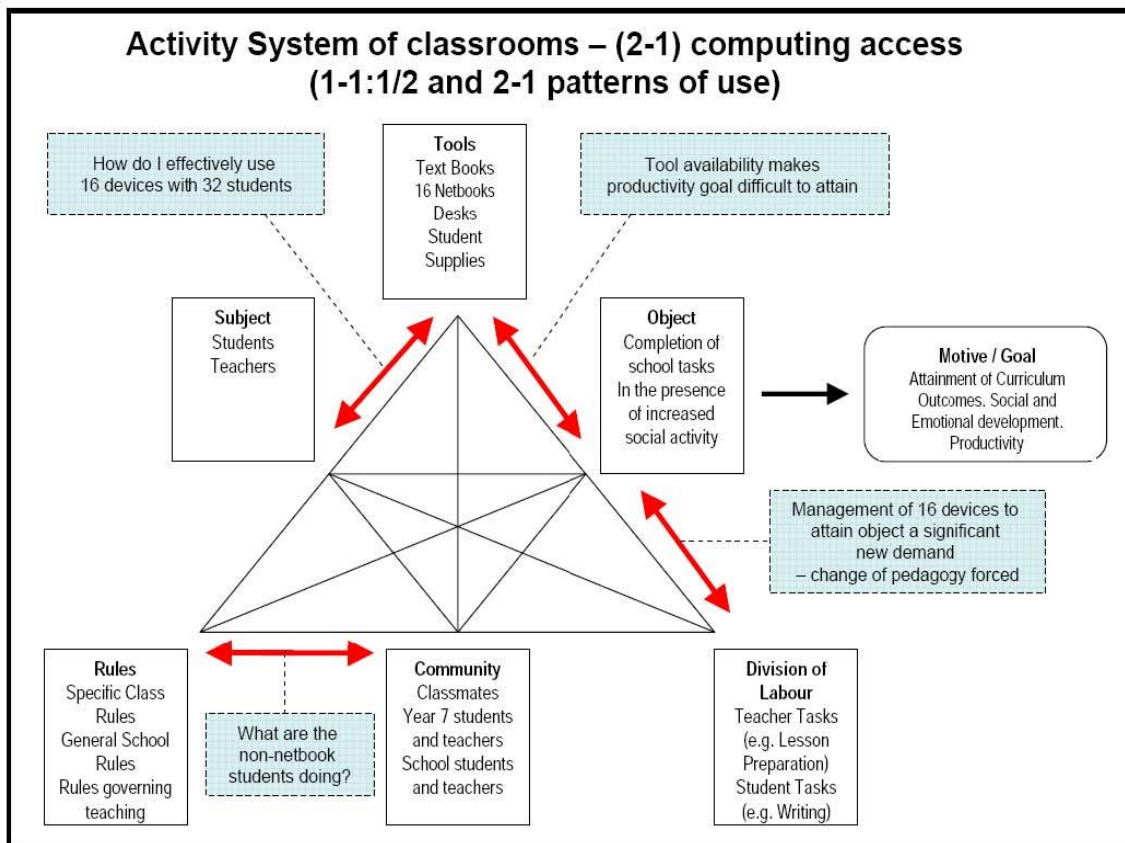 Activity System of classrooms – (2-1) computing access
(1-1:1/2 and 2-1 patterns of use)
How do I effectively use
16 devices with 32 students
Tools
Text Books
16 Netbooks
Desks
Student
Supplies
Tool availability makes
productivity goal difficult to attain
Subject
Students
Teachers
Object
Completion of
school tasks
In the presence
of increased
social activity
Motive / Goal
Attainment of Curriculum
Outcomes. Social and
Emotional development.
Productivity
Management of 16 devices to
attain object a significant
new demand
– change of pedagogy forced
Rules
Specific Class
Rules
General School
Rules
Rules governing
teaching
What are the
non-netbook
students doing?
Community
Classmates
Year 7 students
and teachers
School students
and teachers
Division of
Labour
Teacher Tasks
(e.g. Lesson
Preparation)
Student Tasks
(e.g. Writing)